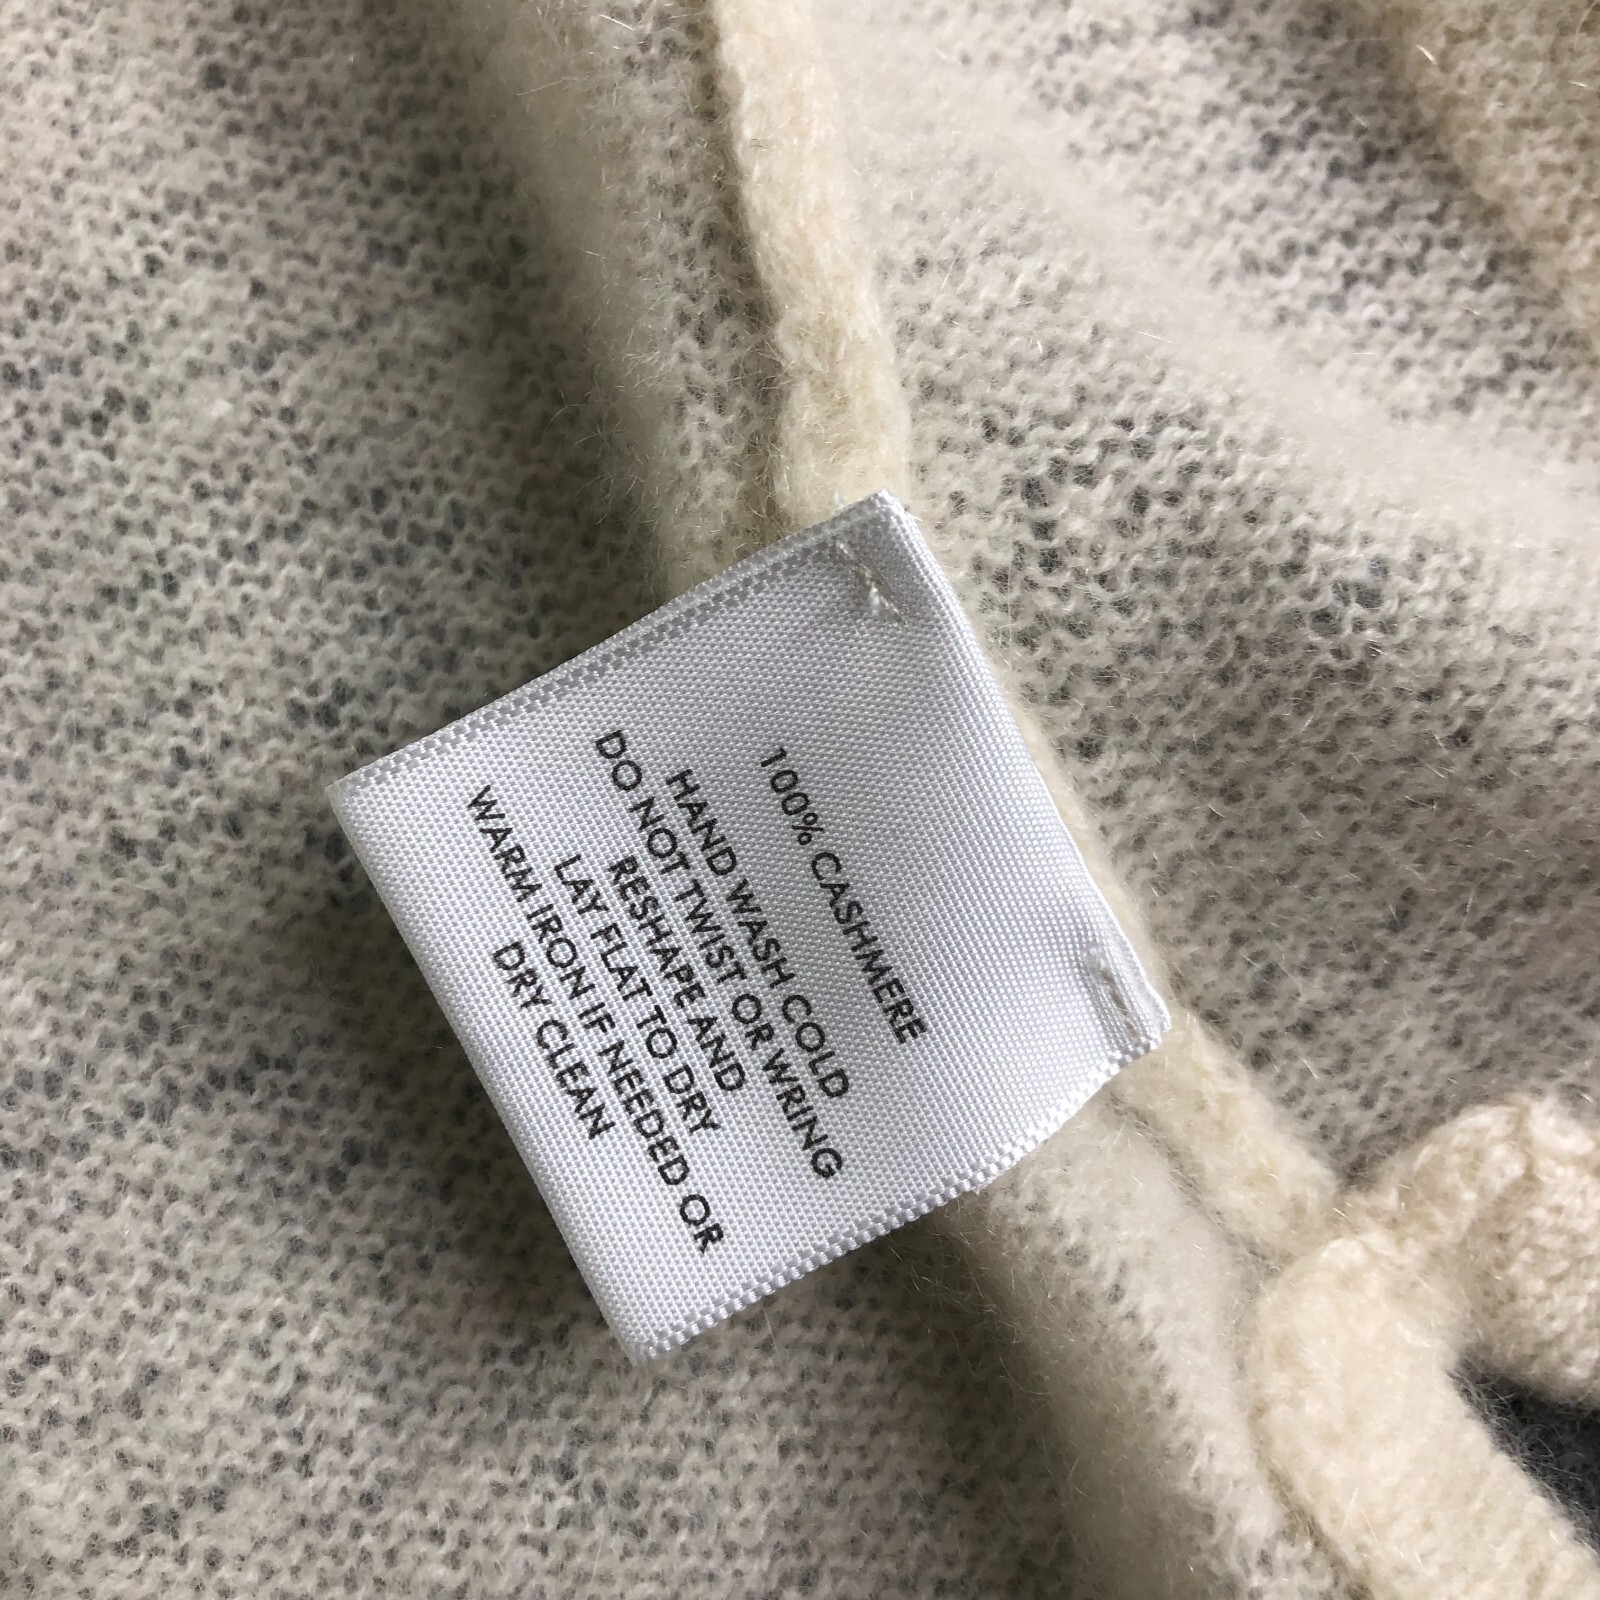 100% CASHMERE
HAND WASH COLD
DO NOT TWIST OR WRING
RESHAPE AND
LAY FLAT TO DRY
WARM IRON IF NEEDED OR
DRY CLEAN